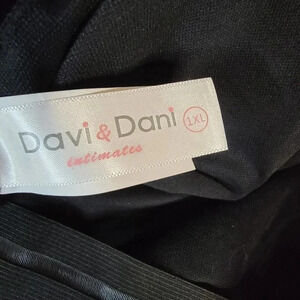 Davi & Dani 1XL
intimates